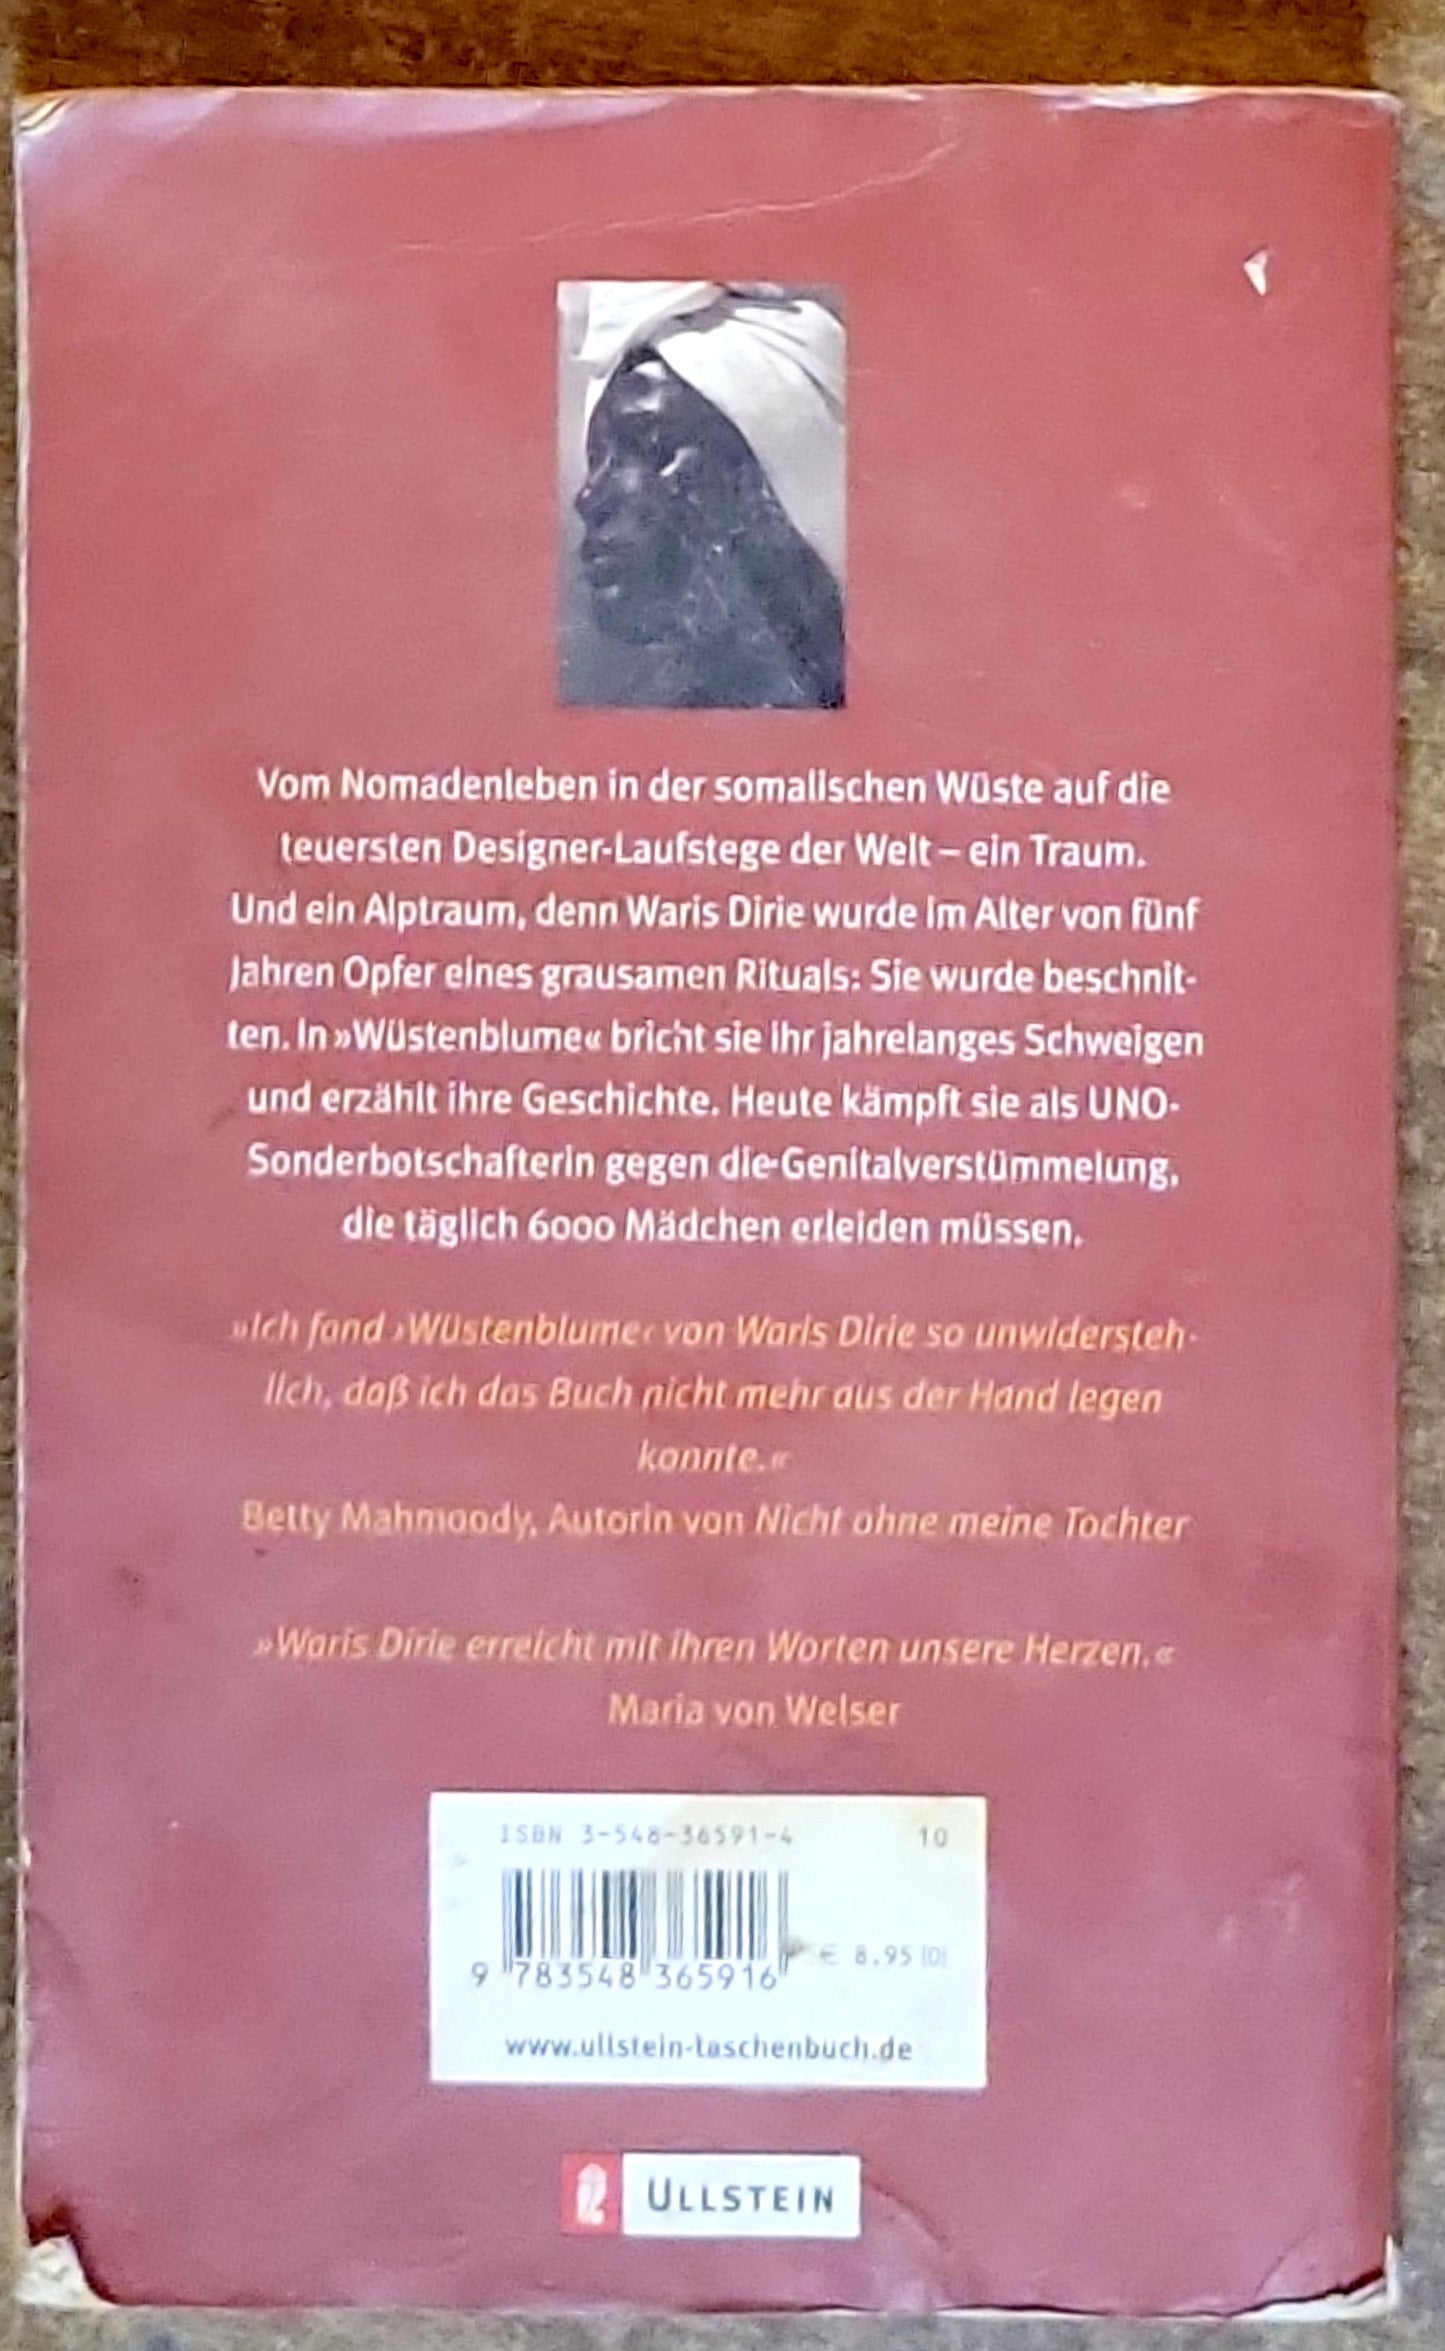 Vom Nomadenleben in der somalischen Wüste auf die
teuersten Designer-Laufstege der Welt – ein Traum.
Und ein Alptraum, denn Waris Dirie wurde im Alter von fünf
Jahren Opfer eines grausamen Rituals: Sie wurde beschnit-
ten. In »Wüstenblume« bricht sie ihr jahrelanges Schweigen
und erzählt ihre Geschichte. Heute kämpft sie als UNO-
Sonderbotschafterin gegen die Genitalverstümmelung,
die täglich 6000 Mädchen erleiden müssen.
»Ich fand ›Wüstenblume‹ von Waris Dirie so unwidersteh-
lich, daß ich das Buch nicht mehr aus der Hand legen
konnte.«
Betty Mahmoody, Autorin von Nicht ohne meine Tochter
»Waris Dirie erreicht mit ihren Worten unsere Herzen.«
Maria von Welser
ISBN 3-548-36591-4 10
9 783548 365916 € 8.95 (D)
www.ullstein-taschenbuch.de
ULLSTEIN